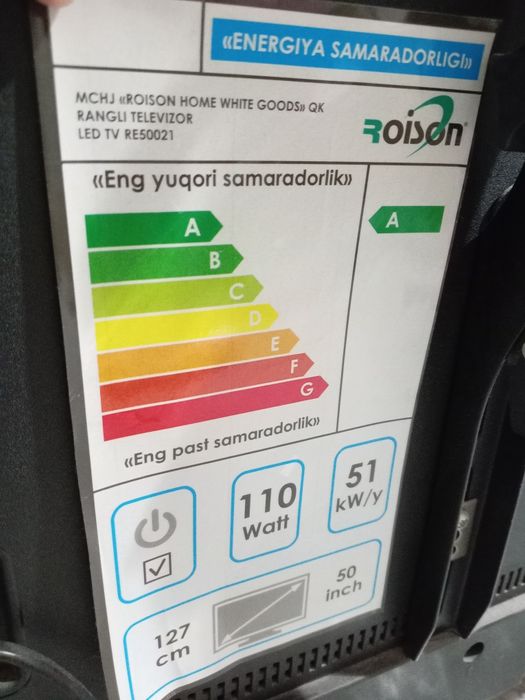 «ENERGIYA SAMARADORLIGI»
MCHJ «ROISON HOME WHITE GOODS» QK
RANGLI TELEVIZOR
LED TV RE50021
Roison
«Eng yuqori samaradorlik»
A
A
B
C
D
E
F
G
«Eng past samaradorlik»
110
Watt
51
kW/y
127
cm
50
inch